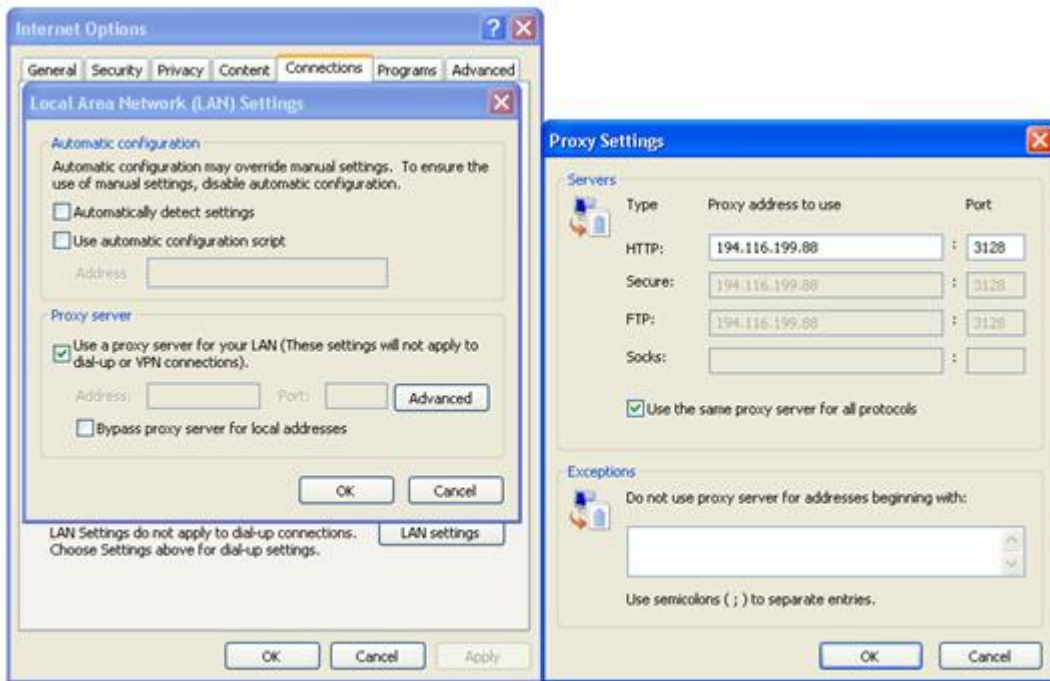 Internet Options
General Security Privacy Content Connections Programs Advanced
Local Area Network (LAN) Settings
Automatic configuration
Automatic configuration may override manual settings. To ensure the
use of manual settings, disable automatic configuration.
Automatically detect settings
Use automatic configuration script
Address
Proxy server
Use a proxy server for your LAN (These settings will not apply to
dial-up or VPN connections).
Address: Port: Advanced
Bypass proxy server for local addresses
OK Cancel
LAN Settings do not apply to dial-up connections. LAN settings
Choose Settings above for dial-up settings.
OK Cancel Apply
Proxy Settings
Servers
Type Proxy address to use Port
HTTP: 194.116.199.88 : 3128
Secure: 194.116.199.88 : 3128
FTP: 194.116.199.88 : 3128
Socks: :
Use the same proxy server for all protocols
Exceptions
Do not use proxy server for addresses beginning with:
Use semicolons ( ; ) to separate entries.
OK Cancel